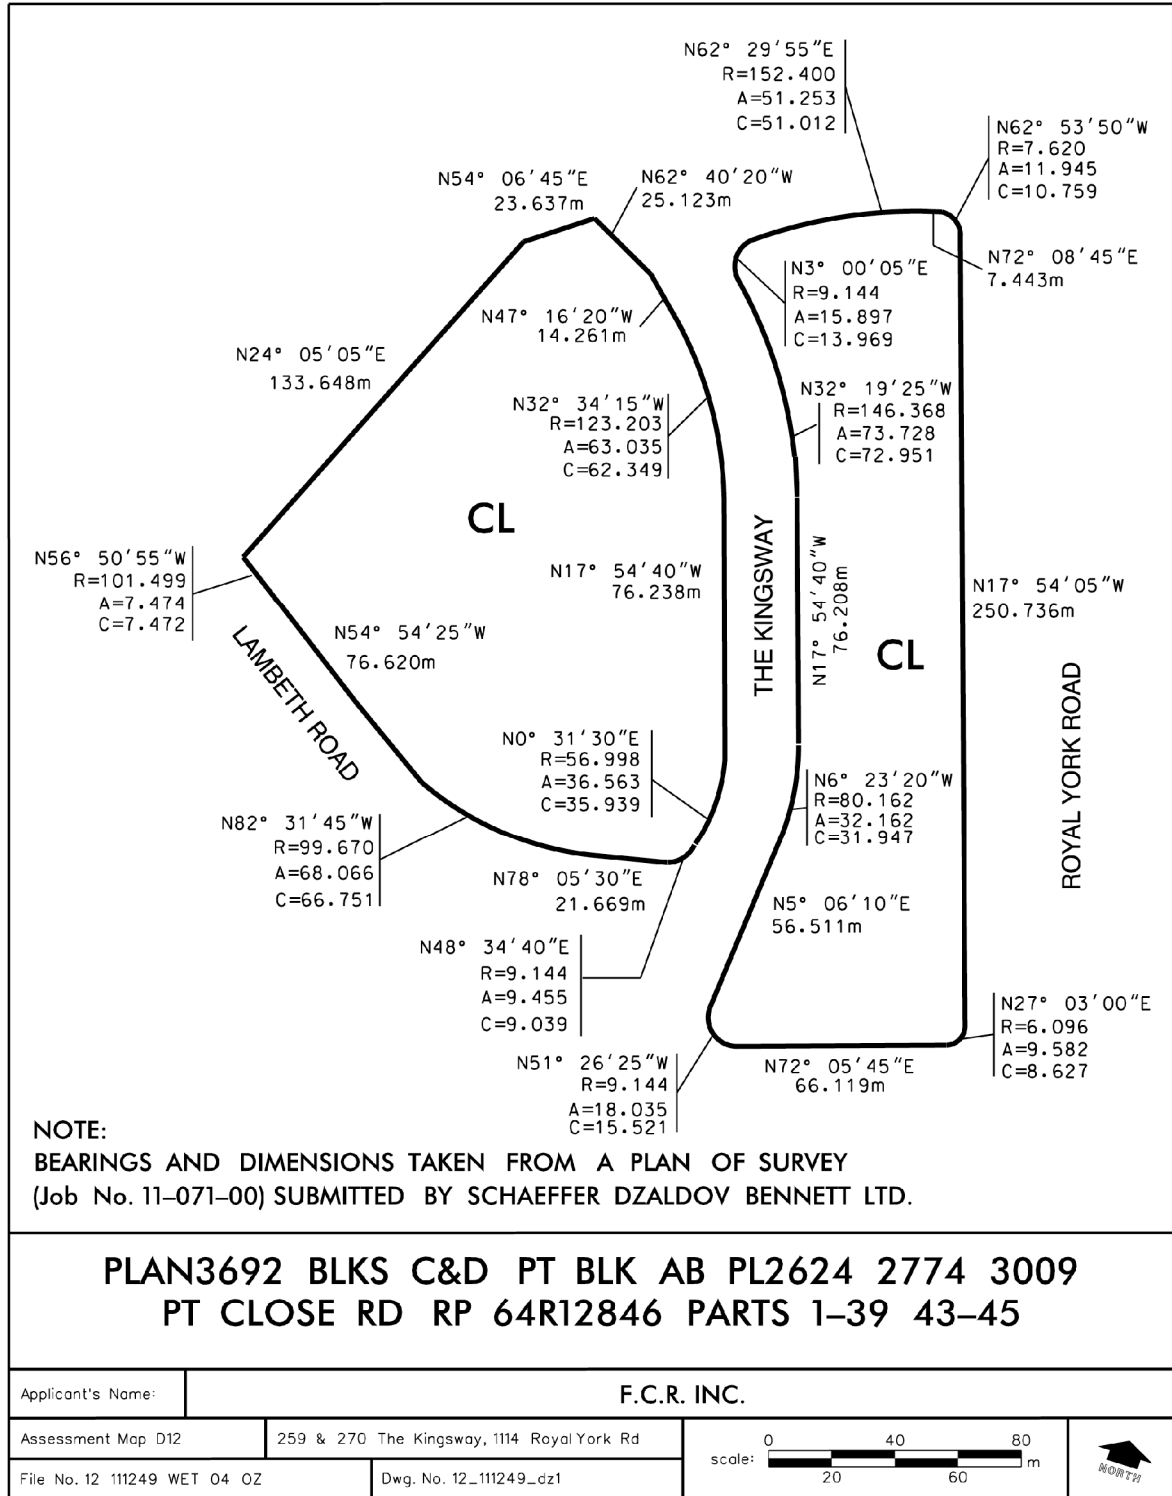 N62° 29'55"E
R=152.400
A=51.253
C=51.012
N62° 53'50"W
R=7.620
A=11.945
C=10.759
N54° 06'45"E
23.637m
N62° 40'20"W
25.123m
N72° 08'45"E
7.443m
N3° 00'05"E
R=9.144
A=15.897
C=13.969
N47° 16'20"W
14.261m
N24° 05'05"E
133.648m
N32° 34'15"W
R=123.203
A=63.035
C=62.349
N32° 19'25"W
R=146.368
A=73.728
C=72.951
CL
N56° 50'55"W
R=101.499
A=7.474
C=7.472
N17° 54'40"W
76.238m
THE KINGSWAY
N17° 54'40"W
76.208m
N17° 54'05"W
250.736m
CL
LAMBETH ROAD
N54° 54'25"W
76.620m
ROYAL YORK ROAD
N0° 31'30"E
R=56.998
A=36.563
C=35.939
N6° 23'20"W
R=80.162
A=32.162
C=31.947
N82° 31'45"W
R=99.670
A=68.066
C=66.751
N78° 05'30"E
21.669m
N5° 06'10"E
56.511m
N48° 34'40"E
R=9.144
A=9.455
C=9.039
N27° 03'00"E
R=6.096
A=9.582
C=8.627
N51° 26'25"W
R=9.144
A=18.035
C=15.521
N72° 05'45"E
66.119m
NOTE:
BEARINGS AND DIMENSIONS TAKEN FROM A PLAN OF SURVEY
(Job No. 11–071–00) SUBMITTED BY SCHAEFFER DZALDOV BENNETT LTD.
PLAN3692 BLKS C&D PT BLK AB PL2624 2774 3009
PT CLOSE RD RP 64R12846 PARTS 1–39 43–45
Applicant's Name:
F.C.R. INC.
Assessment Map D12
259 & 270 The Kingsway, 1114 Royal York Rd
File No. 12 111249 WET 04 OZ
Dwg. No. 12_111249_dz1
scale:
0 40 80
m
20 60
NORTH